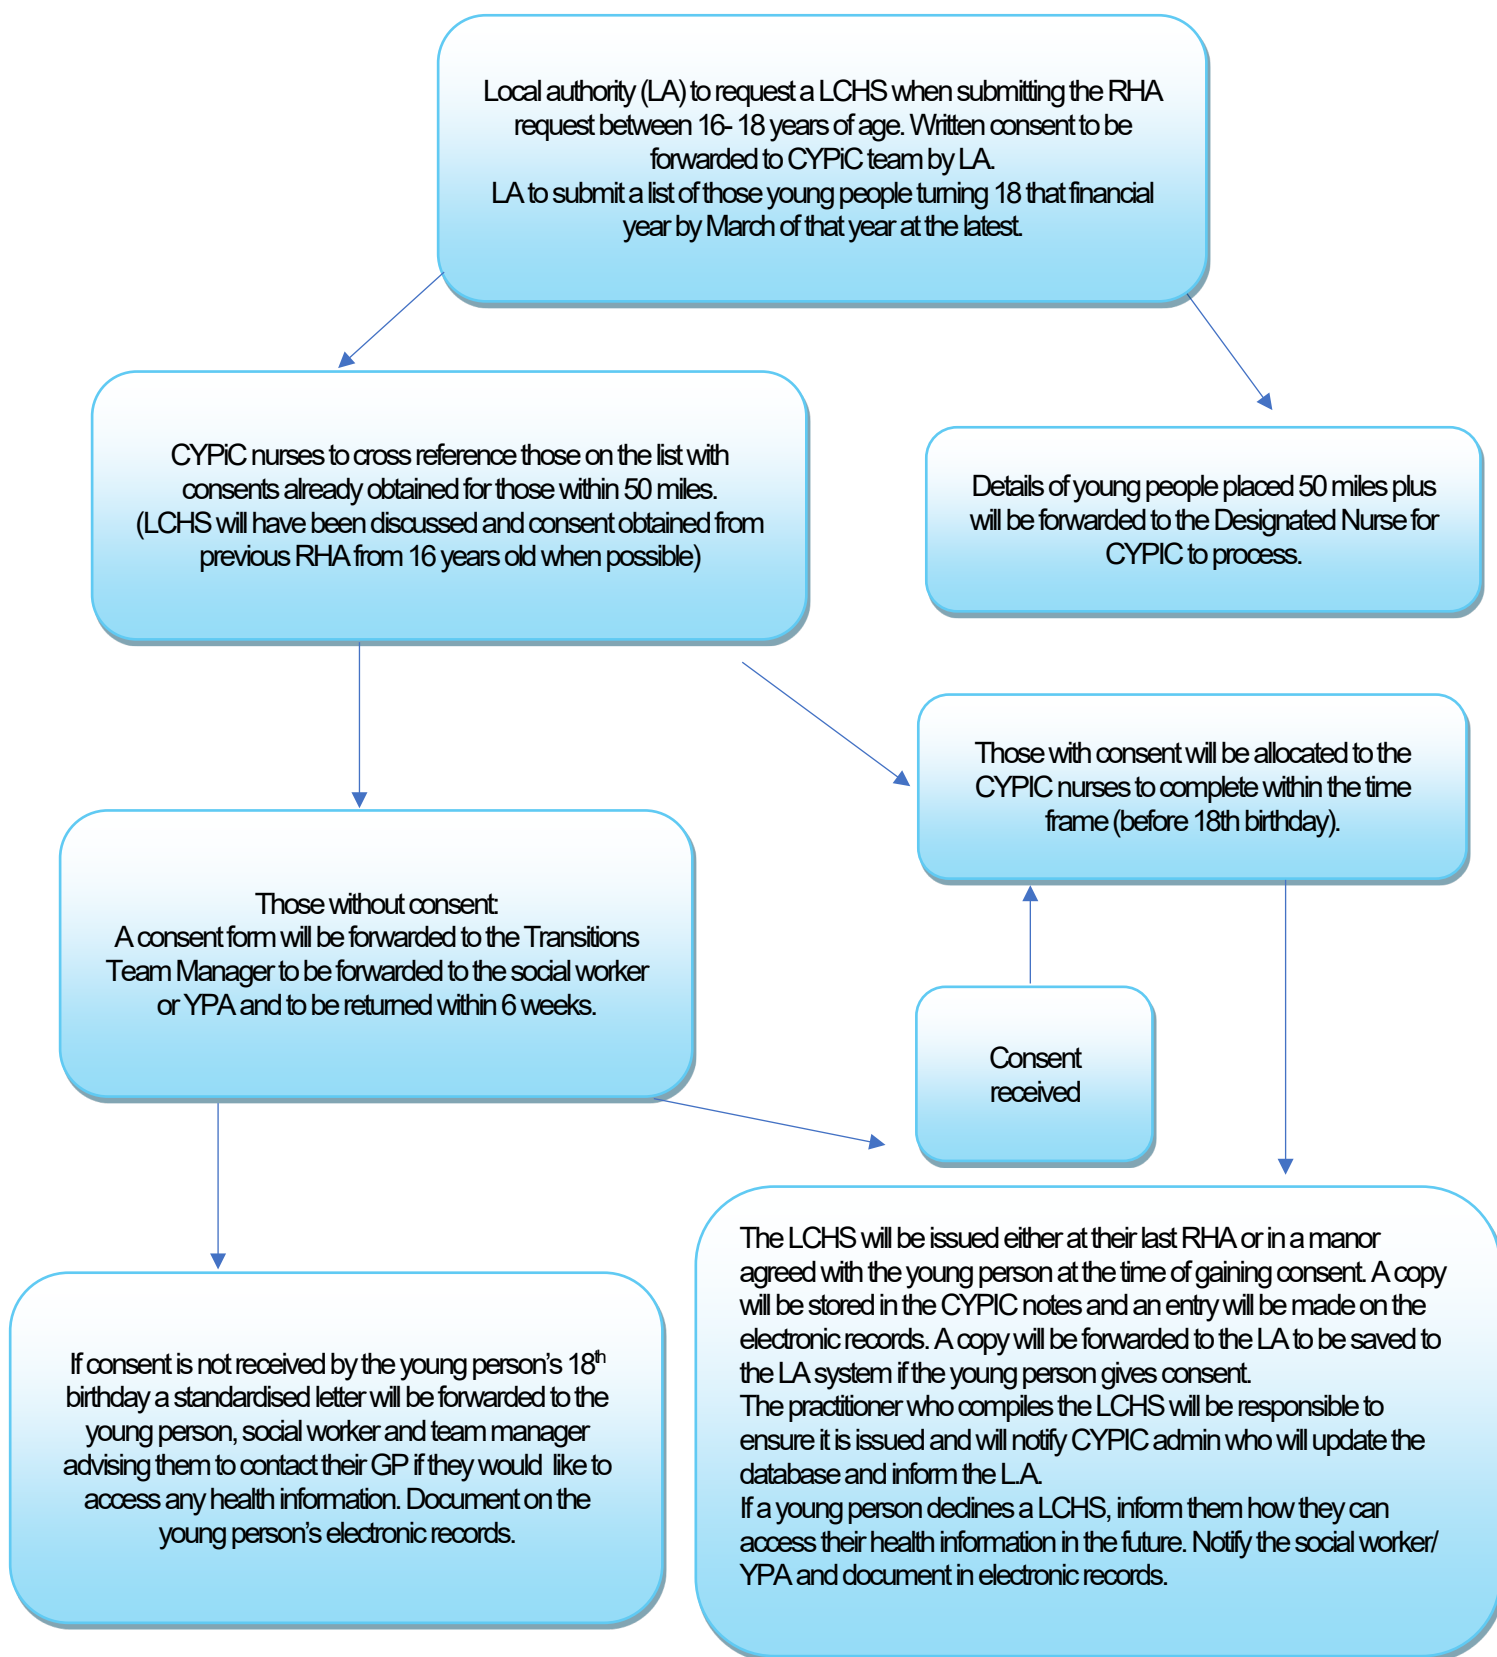 Local authority (LA) to request a LCHS when submitting the RHA
request between 16- 18 years of age. Written consent to be
forwarded to CYPiC team by LA.
LA to submit a list of those young people turning 18 that financial
year by March of that year at the latest.
CYPiC nurses to cross reference those on the list with
consents already obtained for those within 50 miles.
(LCHS will have been discussed and consent obtained from
previous RHA from 16 years old when possible)
Details of young people placed 50 miles plus
will be forwarded to the Designated Nurse for
CYPIC to process.
Those with consent will be allocated to the
CYPIC nurses to complete within the time
frame (before 18th birthday).
Those without consent:
A consent form will be forwarded to the Transitions
Team Manager to be forwarded to the social worker
or YPA and to be returned within 6 weeks.
Consent
received
If consent is not received by the young person's 18th
birthday a standardised letter will be forwarded to the
young person, social worker and team manager
advising them to contact their GP if they would like to
access any health information. Document on the
young person's electronic records.
The LCHS will be issued either at their last RHA or in a manor
agreed with the young person at the time of gaining consent. A copy
will be stored in the CYPIC notes and an entry will be made on the
electronic records. A copy will be forwarded to the LA to be saved to
the LA system if the young person gives consent.
The practitioner who compiles the LCHS will be responsible to
ensure it is issued and will notify CYPIC admin who will update the
database and inform the L.A.
If a young person declines a LCHS, inform them how they can
access their health information in the future. Notify the social worker/
YPA and document in electronic records.